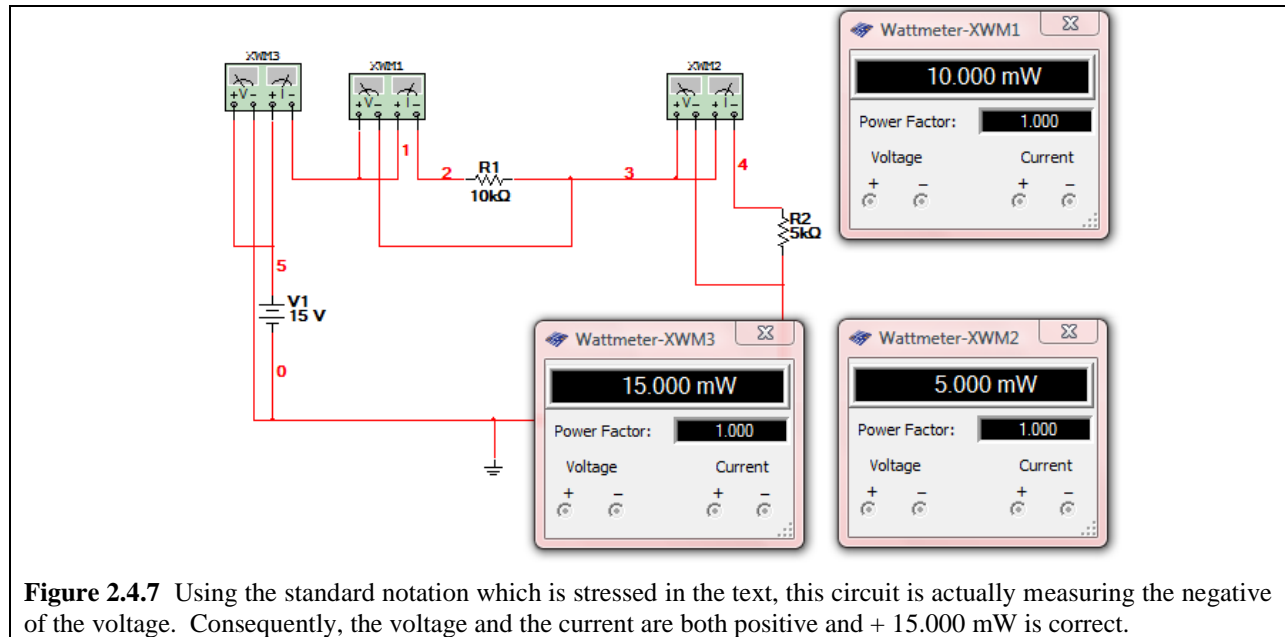 XWM3
+V- +I-
XWM1
+V- +I-
XWM2
+V- +I-
1
2
R1
10kΩ
3
4
R2
5kΩ
5
V1
15 V
0
Wattmeter-XWM1
10.000 mW
Power Factor: 1.000
Voltage Current
+ − + −
Wattmeter-XWM3
15.000 mW
Power Factor: 1.000
Voltage Current
+ − + −
Wattmeter-XWM2
5.000 mW
Power Factor: 1.000
Voltage Current
+ − + −
Figure 2.4.7 Using the standard notation which is stressed in the text, this circuit is actually measuring the negative
of the voltage. Consequently, the voltage and the current are both positive and + 15.000 mW is correct.